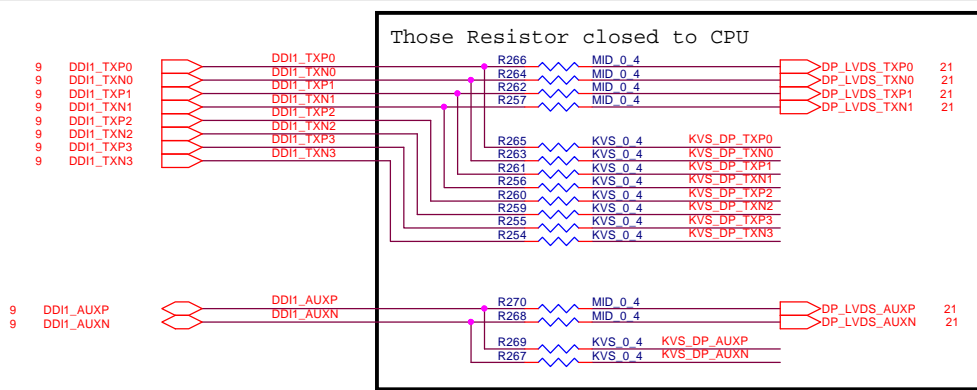 Those Resistor closed to CPU
9 DDI1_TXP0 DDI1_TXP0 R266 MID_0_4 DP_LVDS_TXP0 21
9 DDI1_TXN0 DDI1_TXN0 R264 MID_0_4 DP_LVDS_TXN0 21
9 DDI1_TXP1 DDI1_TXP1 R262 MID_0_4 DP_LVDS_TXP1 21
9 DDI1_TXN1 DDI1_TXN1 R257 MID_0_4 DP_LVDS_TXN1 21
9 DDI1_TXP2 DDI1_TXP2
9 DDI1_TXN2 DDI1_TXN2
9 DDI1_TXP3 DDI1_TXP3
9 DDI1_TXN3 DDI1_TXN3
R265 KVS_0_4 KVS_DP_TXP0
R263 KVS_0_4 KVS_DP_TXN0
R261 KVS_0_4 KVS_DP_TXP1
R256 KVS_0_4 KVS_DP_TXN1
R260 KVS_0_4 KVS_DP_TXP2
R259 KVS_0_4 KVS_DP_TXN2
R255 KVS_0_4 KVS_DP_TXP3
R254 KVS_0_4 KVS_DP_TXN3
9 DDI1_AUXP DDI1_AUXP R270 MID_0_4 DP_LVDS_AUXP 21
9 DDI1_AUXN DDI1_AUXN R268 MID_0_4 DP_LVDS_AUXN 21
R269 KVS_0_4 KVS_DP_AUXP
R267 KVS_0_4 KVS_DP_AUXN